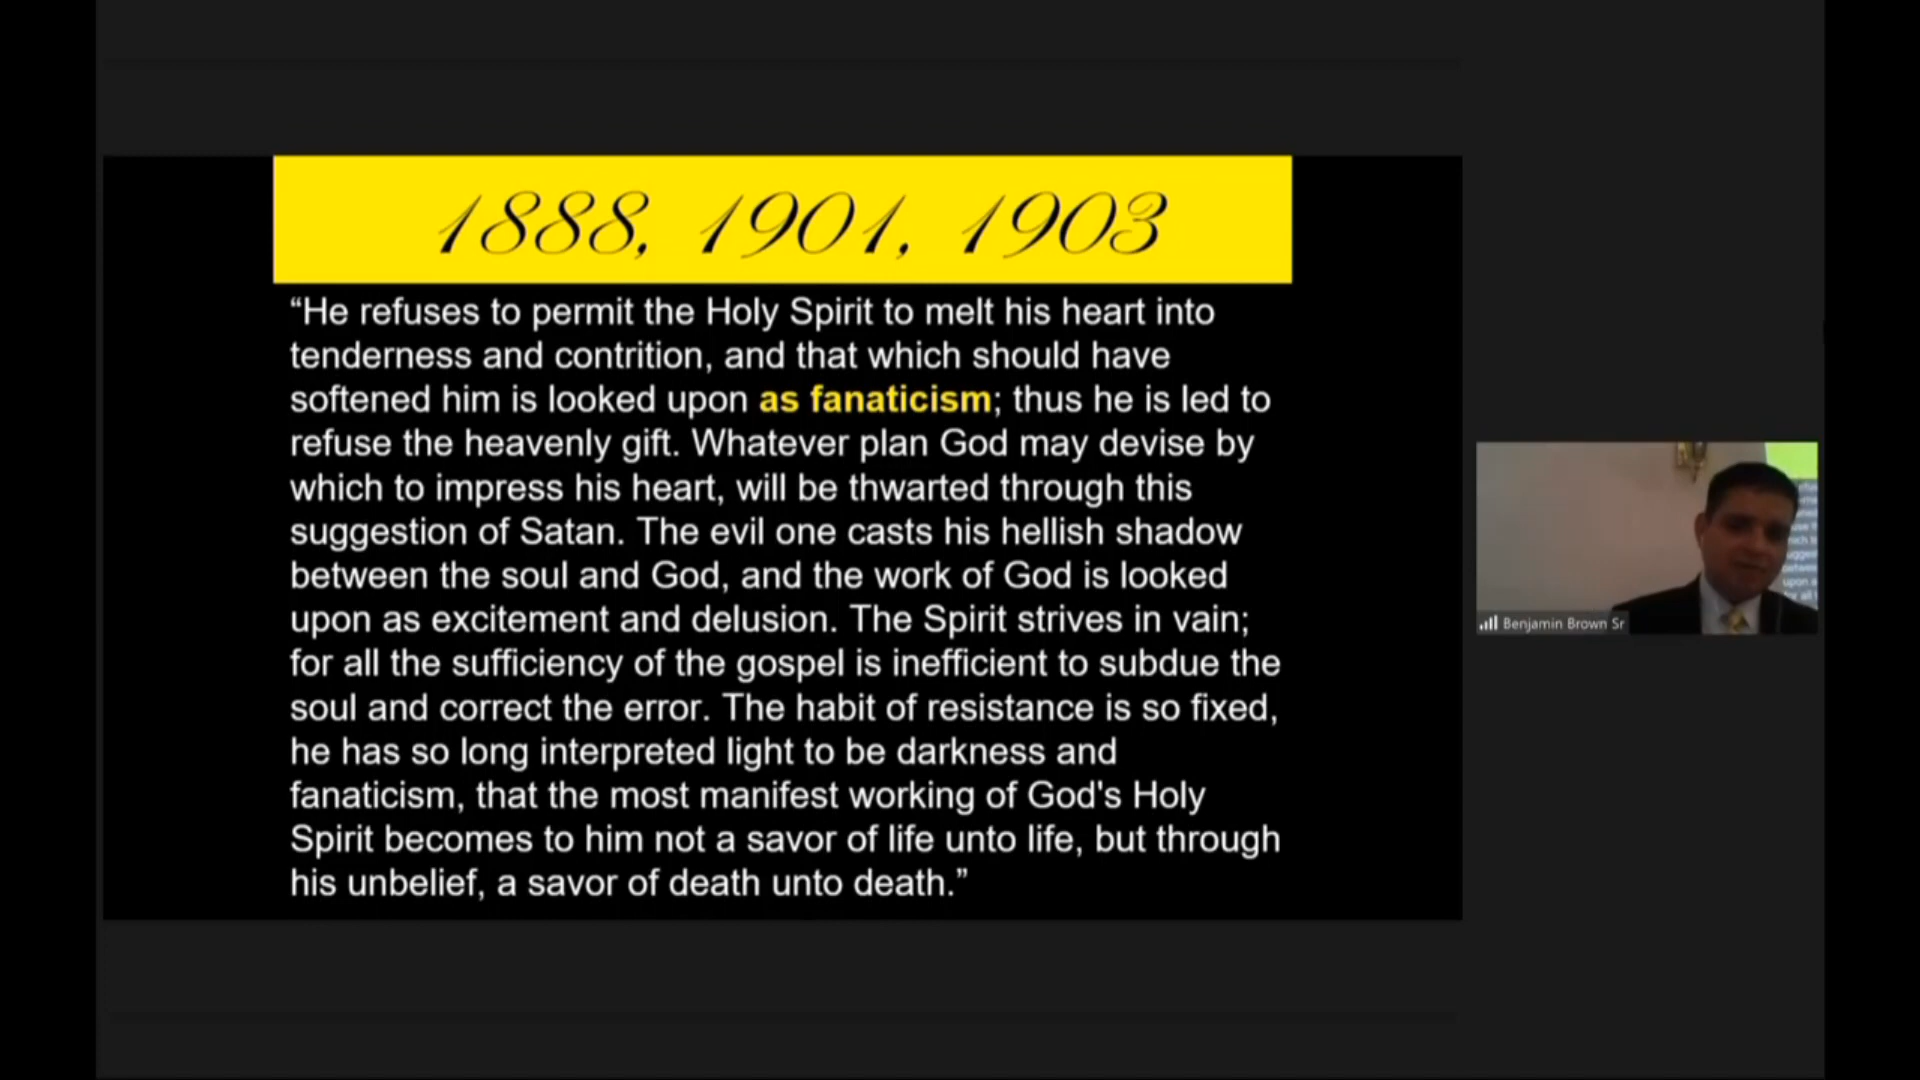 1888, 1901, 1903
“He refuses to permit the Holy Spirit to melt his heart into
tenderness and contrition, and that which should have
softened him is looked upon as fanaticism; thus he is led to
refuse the heavenly gift. Whatever plan God may devise by
which to impress his heart, will be thwarted through this
suggestion of Satan. The evil one casts his hellish shadow
between the soul and God, and the work of God is looked
upon as excitement and delusion. The Spirit strives in vain;
for all the sufficiency of the gospel is inefficient to subdue the
soul and correct the error. The habit of resistance is so fixed,
he has so long interpreted light to be darkness and
fanaticism, that the most manifest working of God's Holy
Spirit becomes to him not a savor of life unto life, but through
his unbelief, a savor of death unto death.”
Benjamin Brown Sr